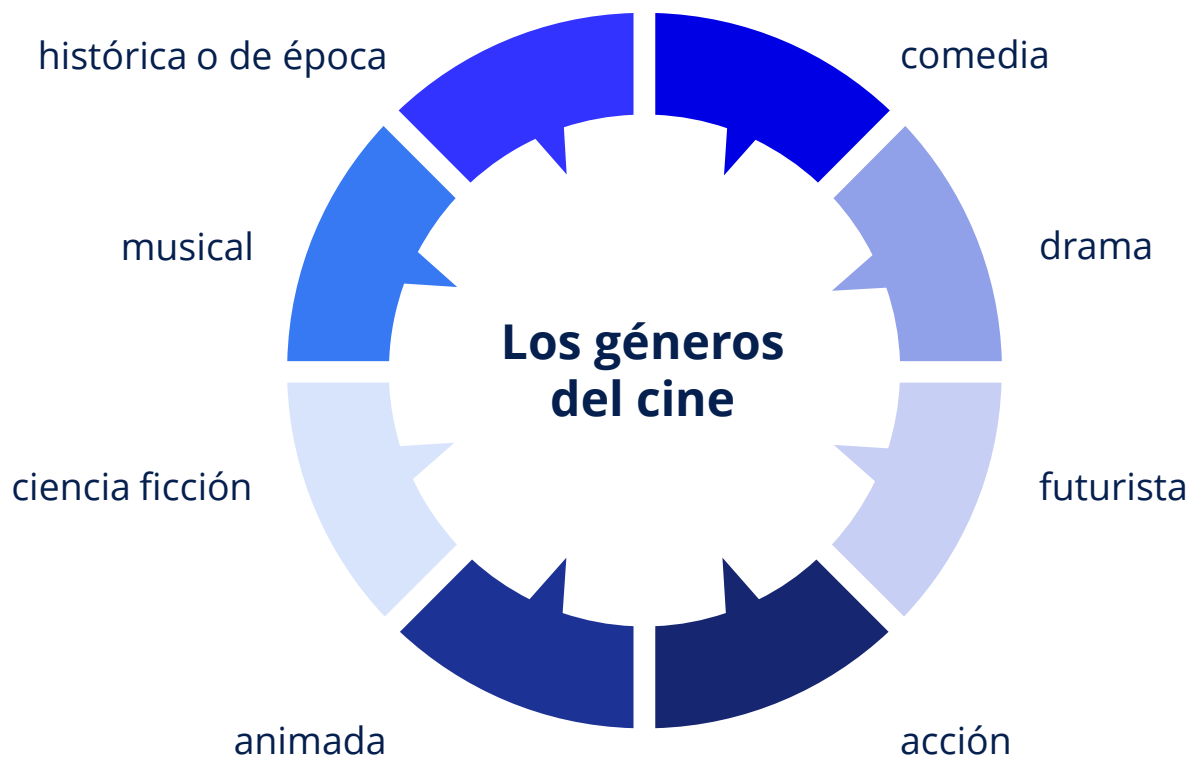 histórica o de época
comedia
musical
drama
Los géneros
del cine
ciencia ficción
futurista
animada
acción